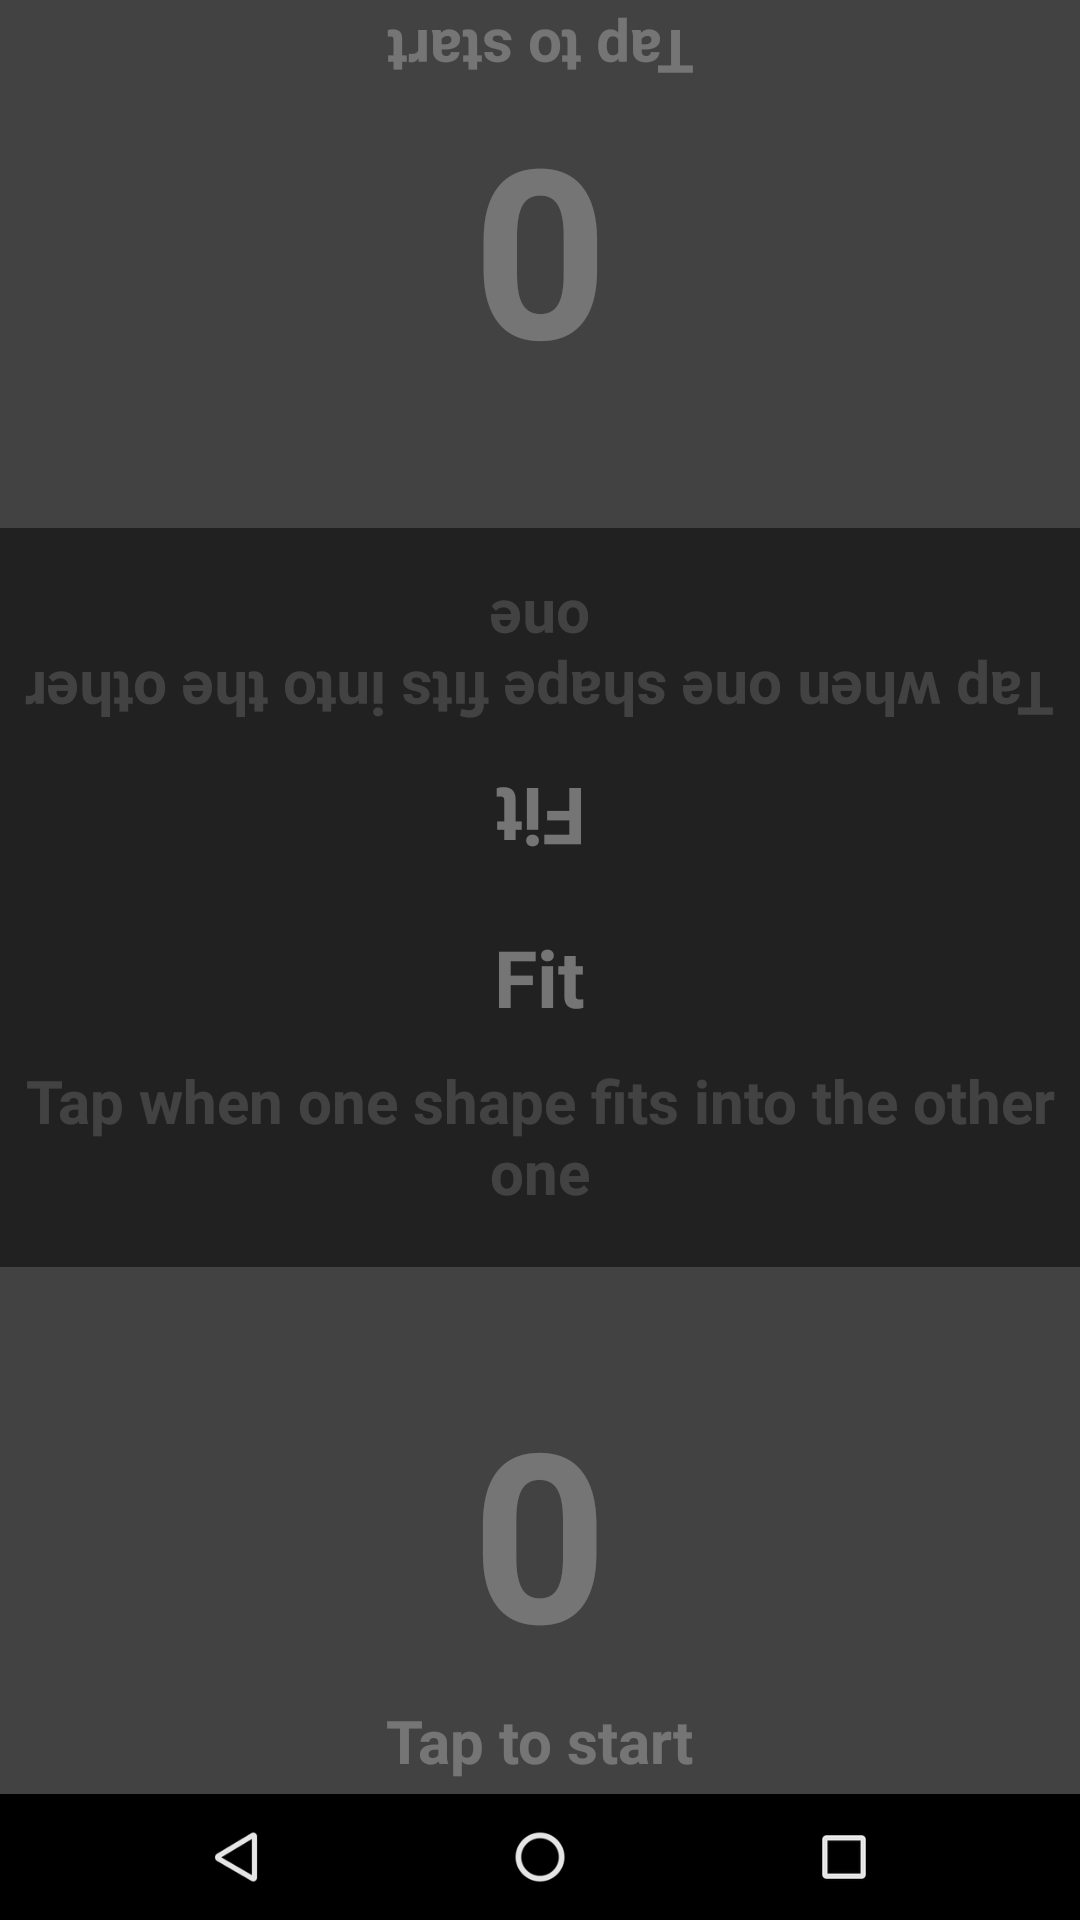 Tap to start
0
Tap when one shape fits into the other
one
Fit
Fit
Tap when one shape fits into the other
one
0
Tap to start